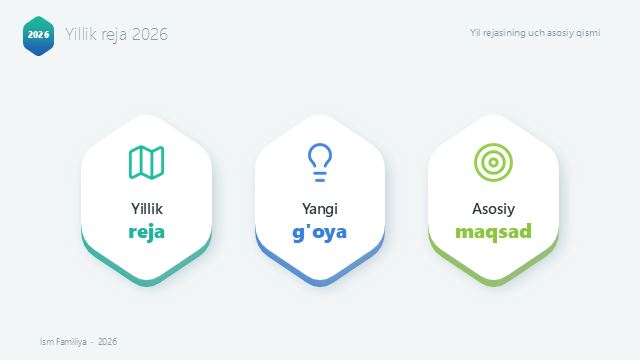 2026
Yillik reja 2026
Yil rejasining uch asosiy qismi
Yillik
reja
Yangi
g'oya
Asosiy
maqsad
Ism Familiya · 2026